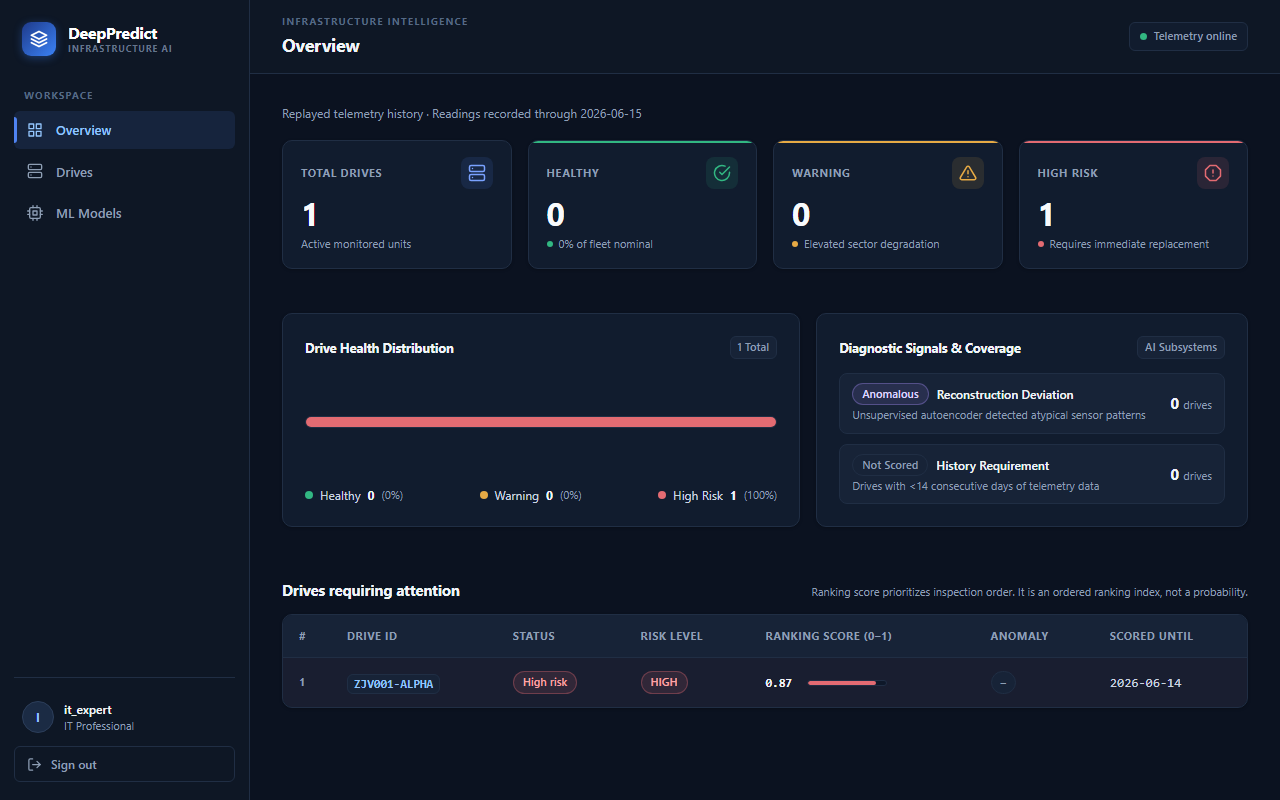 DeepPredict
INFRASTRUCTURE AI
WORKSPACE
Overview
Drives
ML Models
it_expert
I
IT Professional
Sign out
INFRASTRUCTURE INTELLIGENCE
Overview
Telemetry online
Replayed telemetry history · Readings recorded through 2026-06-15
TOTAL DRIVES
1
Active monitored units
HEALTHY
0
0% of fleet nominal
WARNING
0
Elevated sector degradation
HIGH RISK
1
Requires immediate replacement
Drive Health Distribution
1 Total
Healthy 0 (0%)
Warning 0 (0%)
High Risk 1 (100%)
Diagnostic Signals & Coverage
AI Subsystems
Anomalous Reconstruction Deviation
Unsupervised autoencoder detected atypical sensor patterns
0 drives
Not Scored History Requirement
Drives with <14 consecutive days of telemetry data
0 drives
Drives requiring attention
Ranking score prioritizes inspection order. It is an ordered ranking index, not a probability.
# DRIVE ID STATUS RISK LEVEL RANKING SCORE (0–1) ANOMALY SCORED UNTIL
1 ZJV001-ALPHA High risk HIGH 0.87 – 2026-06-14